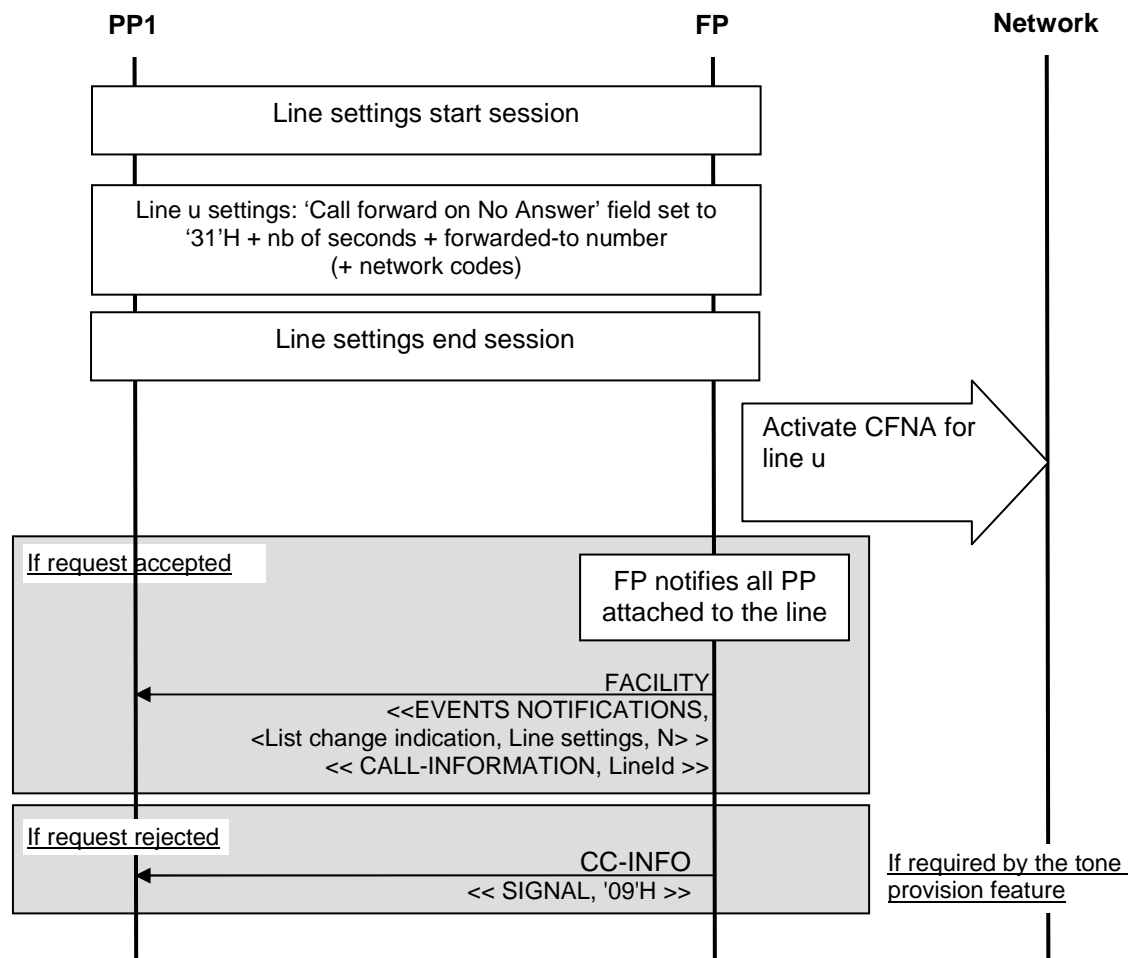 PP1 FP Network
Line settings start session
Line u settings: ‘Call forward on No Answer’ field set to
‘31’H + nb of seconds + forwarded-to number
(+ network codes)
Line settings end session
Activate CFNA for
line u
If request accepted
FP notifies all PP
attached to the line
FACILITY
<<EVENTS NOTIFICATIONS,
<List change indication, Line settings, N> >
<< CALL-INFORMATION, LineId >>
If request rejected
CC-INFO
<< SIGNAL, '09'H >>
If required by the tone
provision feature